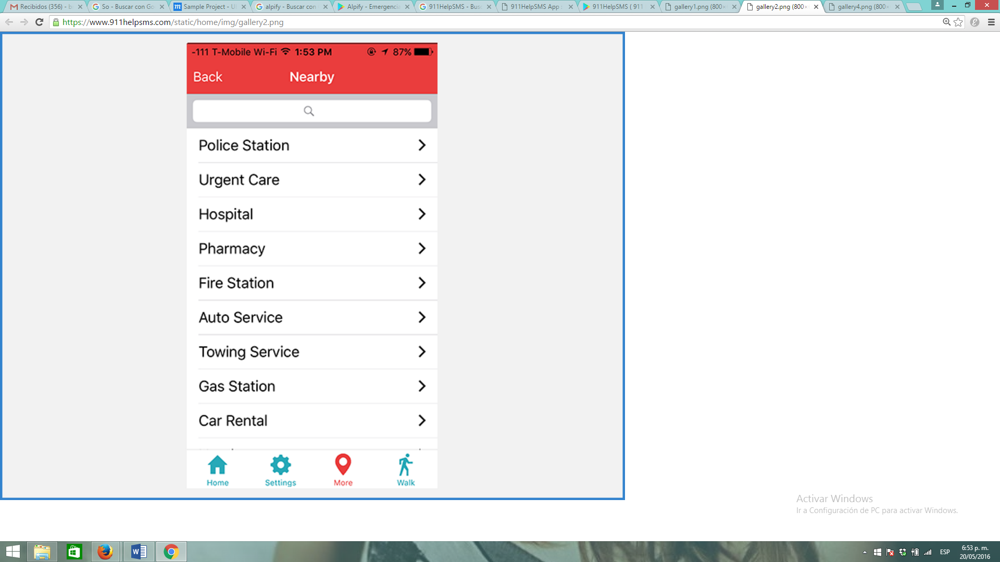 Recibidos (356) - b
So - Buscar con Go
Sample Project - U
alpify - Buscar con
Alpify - Emergencia
911HelpSMS - Bus
911HelpSMS App
911HelpSMS ( 911
gallery1.png (800×
gallery2.png (800×
gallery4.png (800×
https://www.911helpsms.com/static/home/img/gallery2.png
-111 T-Mobile Wi-Fi 1:53 PM 87%
Back Nearby
Police Station
Urgent Care
Hospital
Pharmacy
Fire Station
Auto Service
Towing Service
Gas Station
Car Rental
Home Settings More Walk
Activar Windows
Ir a Configuración de PC para activar Windows.
ESP
6:53 p. m.
20/05/2016